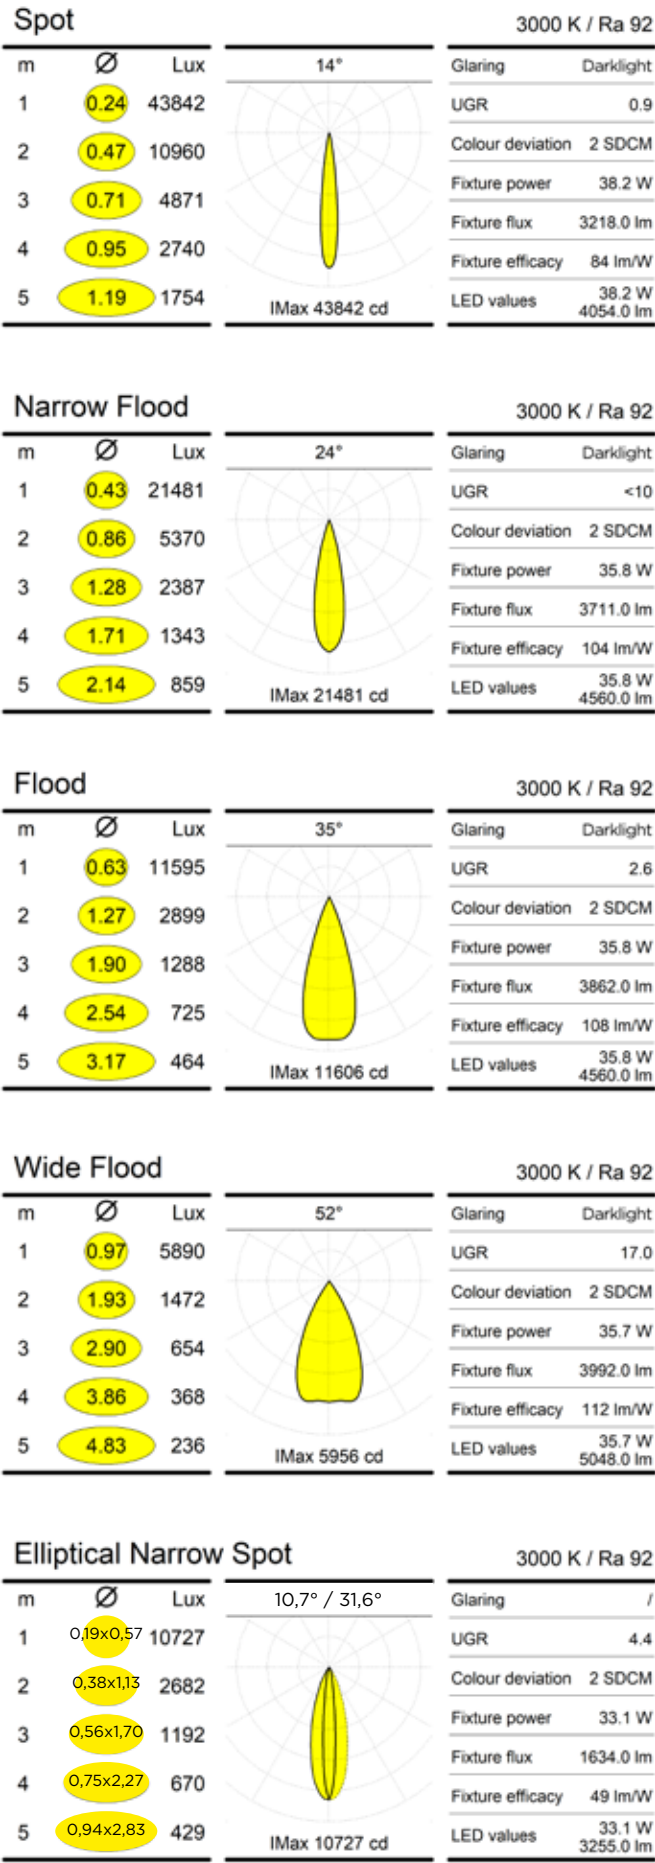 Spot 3000 K / Ra 92
m Ø Lux 14° Glaring Darklight
1 0.24 43842 UGR 0.9
2 0.47 10960 Colour deviation 2 SDCM
3 0.71 4871 Fixture power 38.2 W
Fixture flux 3218.0 lm
4 0.95 2740 Fixture efficacy 84 lm/W
5 1.19 1754 IMax 43842 cd LED values 38.2 W
4054.0 lm
Narrow Flood 3000 K / Ra 92
m Ø Lux 24° Glaring Darklight
1 0.43 21481 UGR <10
2 0.86 5370 Colour deviation 2 SDCM
3 1.28 2387 Fixture power 35.8 W
Fixture flux 3711.0 lm
4 1.71 1343 Fixture efficacy 104 lm/W
5 2.14 859 IMax 21481 cd LED values 35.8 W
4560.0 lm
Flood 3000 K / Ra 92
m Ø Lux 35° Glaring Darklight
1 0.63 11595 UGR 2.6
2 1.27 2899 Colour deviation 2 SDCM
3 1.90 1288 Fixture power 35.8 W
Fixture flux 3862.0 lm
4 2.54 725 Fixture efficacy 108 lm/W
5 3.17 464 IMax 11606 cd LED values 35.8 W
4560.0 lm
Wide Flood 3000 K / Ra 92
m Ø Lux 52° Glaring Darklight
1 0.97 5890 UGR 17.0
2 1.93 1472 Colour deviation 2 SDCM
3 2.90 654 Fixture power 35.7 W
Fixture flux 3992.0 lm
4 3.86 368 Fixture efficacy 112 lm/W
5 4.83 236 IMax 5956 cd LED values 35.7 W
5048.0 lm
Elliptical Narrow Spot 3000 K / Ra 92
m Ø Lux 10,7° / 31,6° Glaring /
1 0,19x0,57 10727 UGR 4.4
2 0,38x1,13 2682 Colour deviation 2 SDCM
3 0,56x1,70 1192 Fixture power 33.1 W
Fixture flux 1634.0 lm
4 0,75x2,27 670 Fixture efficacy 49 lm/W
5 0,94x2,83 429 IMax 10727 cd LED values 33.1 W
3255.0 lm